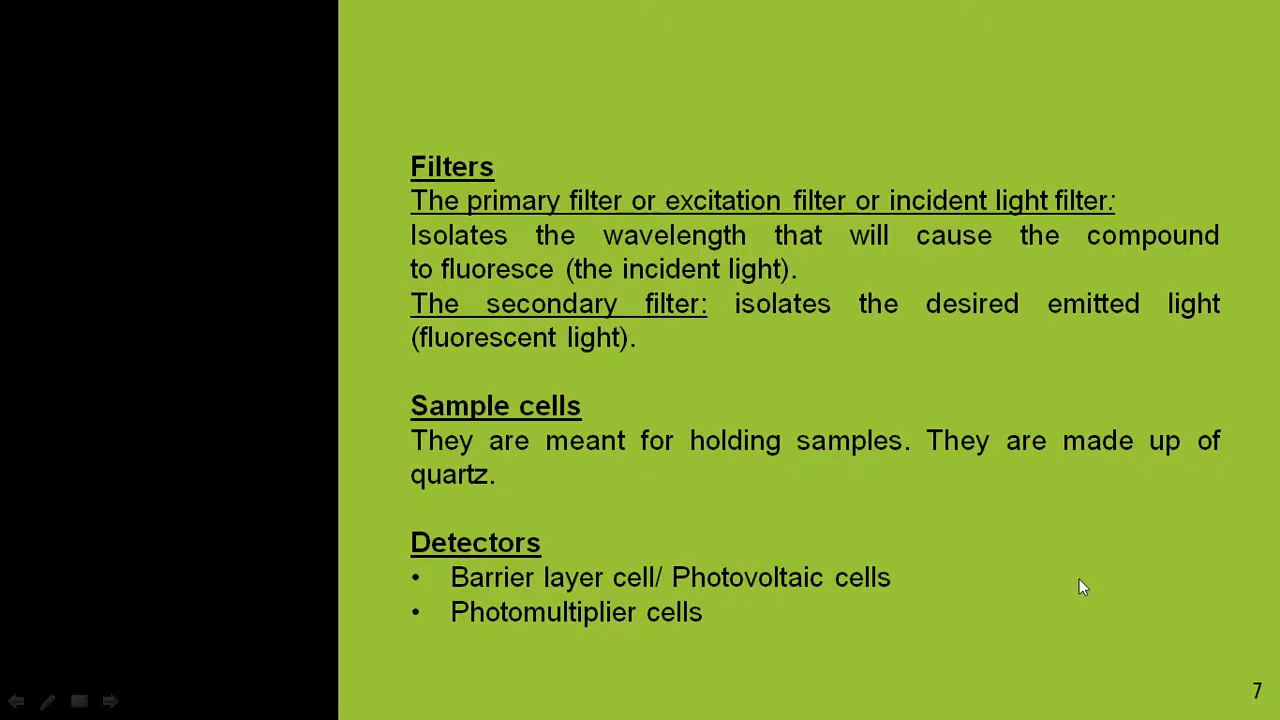 Filters
The primary filter or excitation filter or incident light filter:
Isolates the wavelength that will cause the compound
to fluoresce (the incident light).
The secondary filter: isolates the desired emitted light
(fluorescent light).
Sample cells
They are meant for holding samples. They are made up of
quartz.
Detectors
• Barrier layer cell/ Photovoltaic cells
• Photomultiplier cells
7